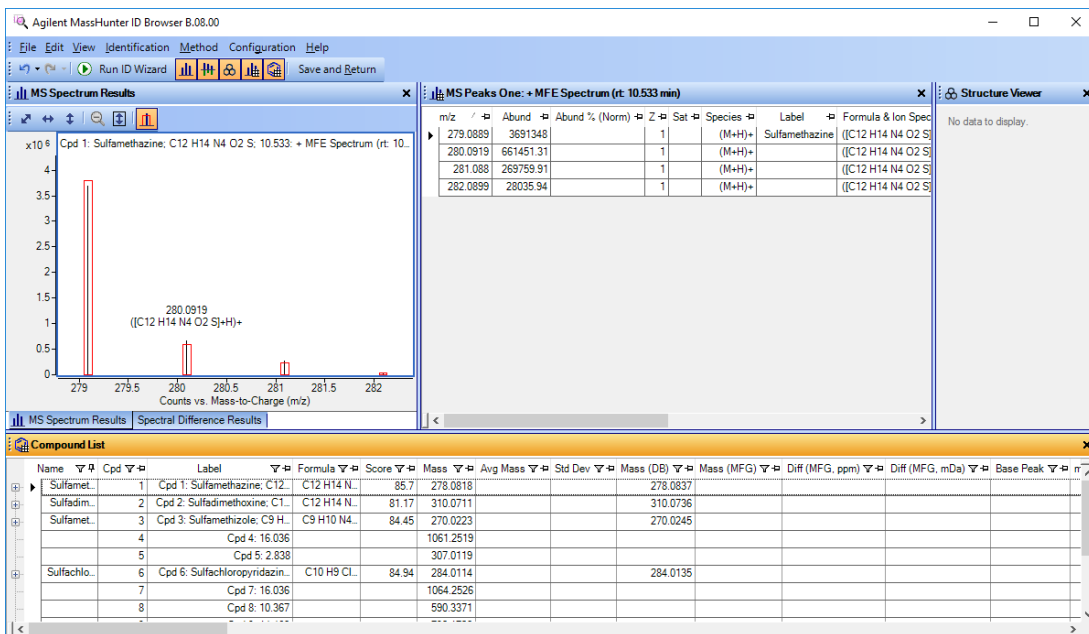 Agilent MassHunter ID Browser B.08.00
File Edit View Identification Method Configuration Help
Run ID Wizard Save and Return
MS Spectrum Results
x10 6
Cpd 1: Sulfamethazine; C12 H14 N4 O2 S; 10.533: + MFE Spectrum (rt: 10...
4
3.5
3
2.5
2
1.5
1
0.5
0
280.0919
([C12 H14 N4 O2 S]+H)+
279 279.5 280 280.5 281 281.5 282
Counts vs. Mass-to-Charge (m/z)
MS Spectrum Results Spectral Difference Results
MS Peaks One: + MFE Spectrum (rt: 10.533 min)
m/z Abund Abund % (Norm) Z Sat Species Label Formula & Ion Spec
279.0889 3691348 1 (M+H)+ Sulfamethazine ([C12 H14 N4 O2 S]
280.0919 661451.31 1 (M+H)+ ([C12 H14 N4 O2 S]
281.088 269759.91 1 (M+H)+ ([C12 H14 N4 O2 S]
282.0899 28035.94 1 (M+H)+ ([C12 H14 N4 O2 S]
Structure Viewer
No data to display.
Compound List
Name Cpd Label Formula Score Mass Avg Mass Std Dev Mass (DB) Mass (MFG) Diff (MFG, ppm) Diff (MFG, mDa) Base Peak
Sulfamet... 1 Cpd 1: Sulfamethazine; C12... C12 H14 N... 85.7 278.0818 278.0837
Sulfadim... 2 Cpd 2: Sulfadimethoxine; C1... C12 H14 N... 81.17 310.0711 310.0736
Sulfamet... 3 Cpd 3: Sulfamethizole; C9 H... C9 H10 N4... 84.45 270.0223 270.0245
4 Cpd 4: 16.036 1061.2519
5 Cpd 5: 2.838 307.0119
Sulfachlo... 6 Cpd 6: Sulfachloropyridazin... C10 H9 Cl... 84.94 284.0114 284.0135
7 Cpd 7: 16.036 1064.2526
8 Cpd 8: 10.367 590.3371